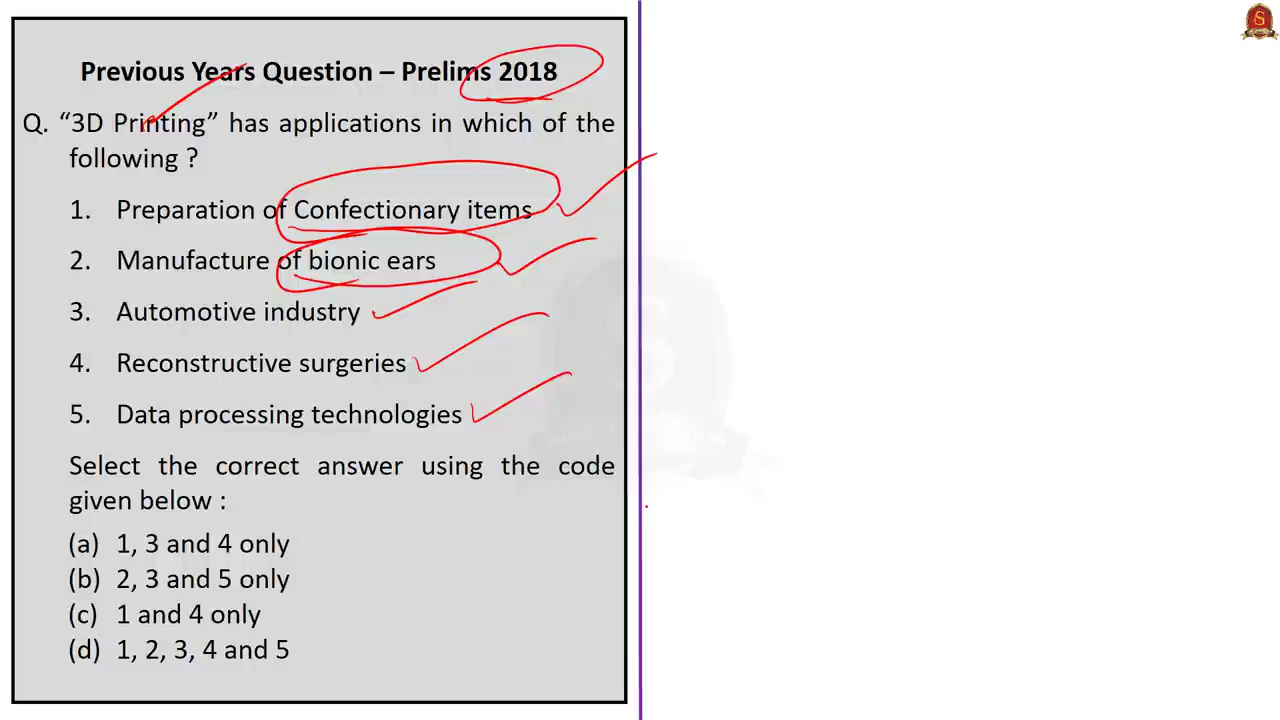 Previous Years Question – Prelims 2018
Q. “3D Printing” has applications in which of the
following ?
1. Preparation of Confectionary items
2. Manufacture of bionic ears
3. Automotive industry
4. Reconstructive surgeries
5. Data processing technologies
Select the correct answer using the code
given below :
(a) 1, 3 and 4 only
(b) 2, 3 and 5 only
(c) 1 and 4 only
(d) 1, 2, 3, 4 and 5
S